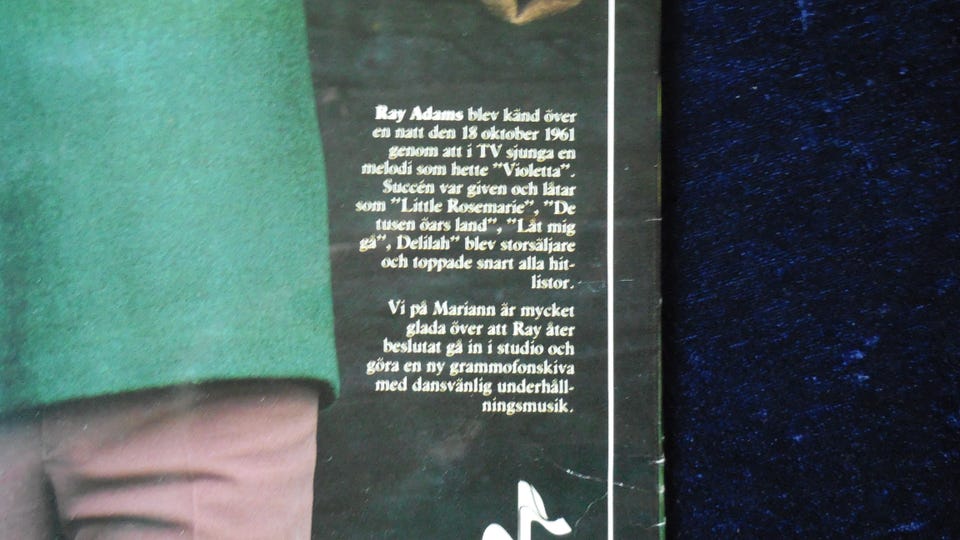 Ray Adams blev känd över
en natt den 18 oktober 1961
genom att i TV sjunga en
melodi som hette "Violetta".
Succén var given och låtar
som "Little Rosemarie", "De
tusen öars land", "Låt mig
gå", Delilah" blev storsäljare
och toppade snart alla hit-
listor.
Vi på Mariann är mycket
glada över att Ray åter
beslutat gå in i studio och
göra en ny grammofonskiva
med dansvänlig underhåll-
ningsmusik.